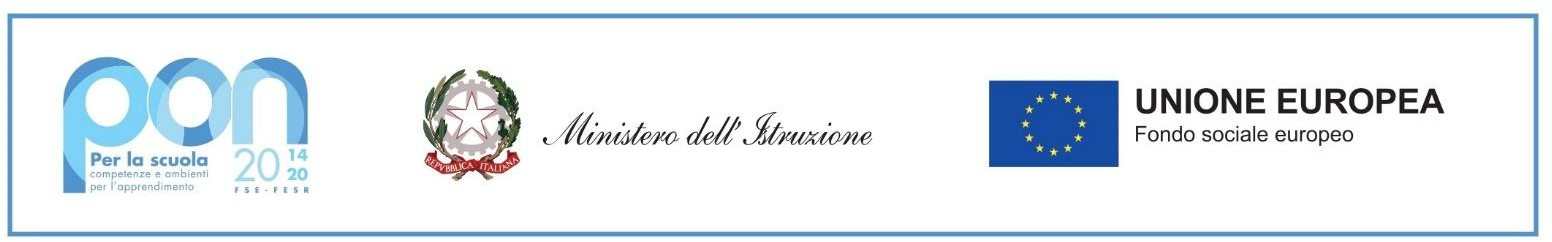 pon
Per la scuola
competenze e ambienti
per l'apprendimento
20 14
20
FSE-FESR
REPVBBLICA ITALIANA
Ministero dell'Istruzione
UNIONE EUROPEA
Fondo sociale europeo